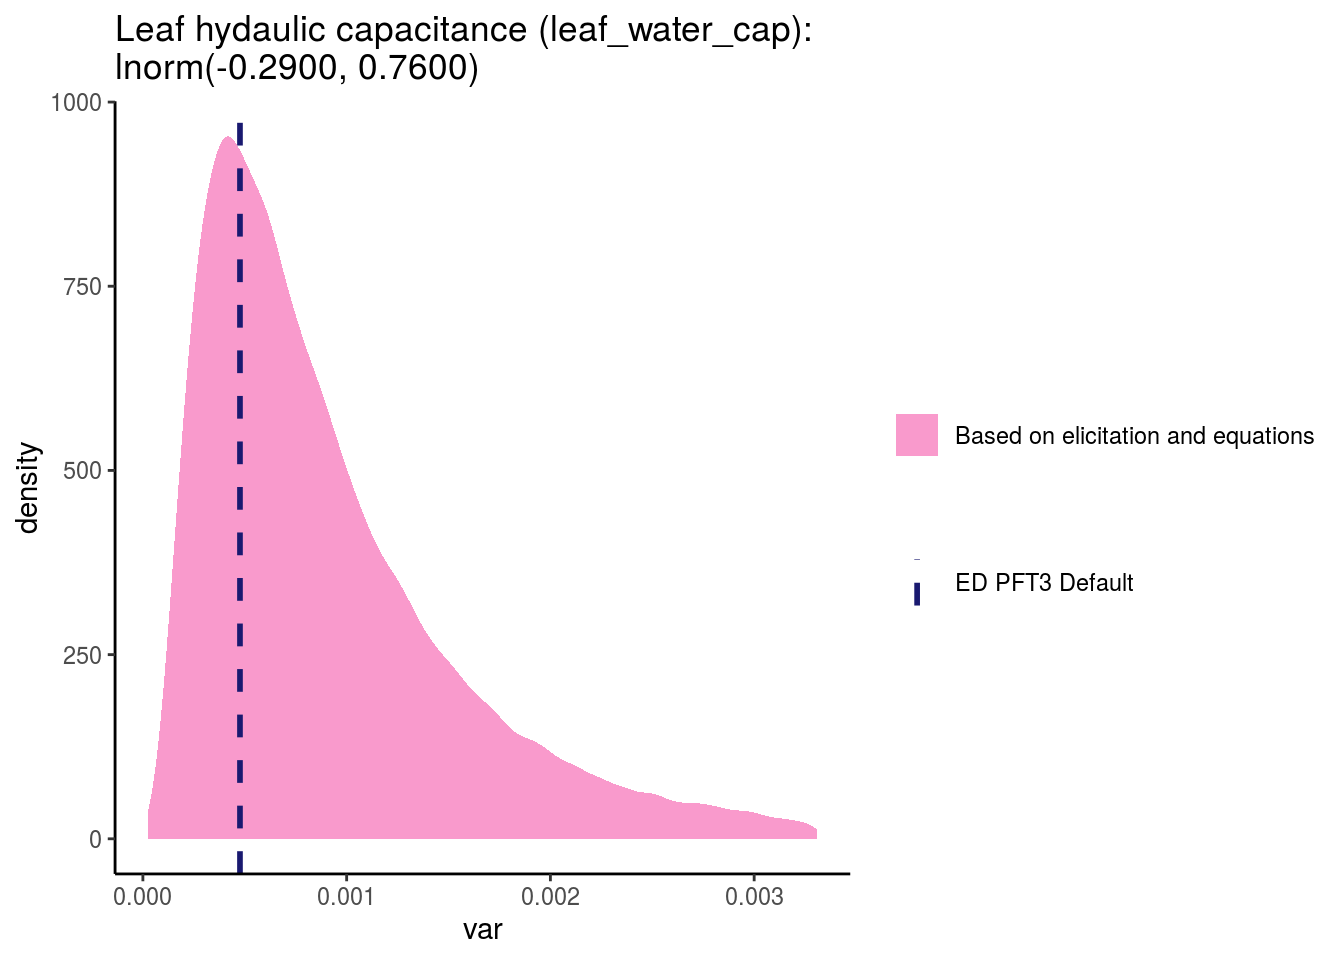 Leaf hydaulic capacitance (leaf_water_cap):
lnorm(-0.2900, 0.7600)
1000
750
500
250
0
density
0.000
0.001
0.002
0.003
var
Based on elicitation and equations
ED PFT3 Default